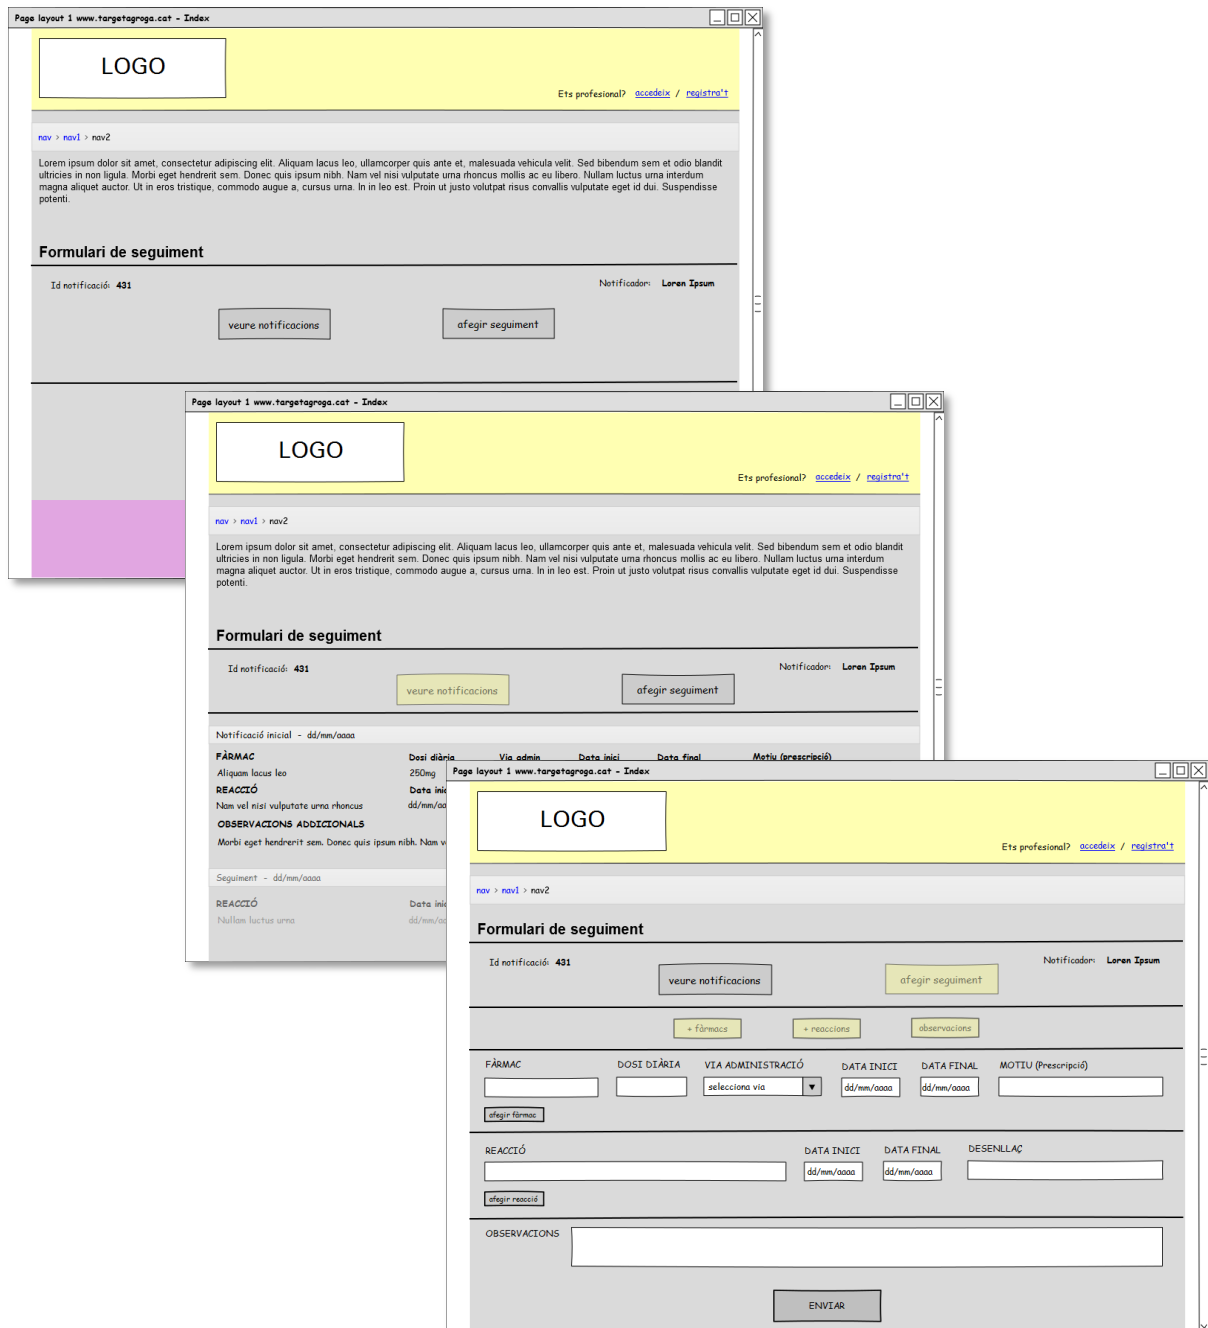 Page layout 1 www.targetagroga.cat - Index
LOGO
Ets profesional? accedeix / registra't
nav > nav1 > nav2
Lorem ipsum dolor sit amet, consectetur adipiscing elit. Aliquam lacus leo, ullamcorper quis ante et, malesuada vehicula velit. Sed bibendum sem et odio blandit
ultricies in non ligula. Morbi eget hendrerit sem. Donec quis ipsum nibh. Nam vel nisi vulputate urna rhoncus mollis ac eu libero. Nullam luctus urna interdum
magna aliquet auctor. Ut in eros tristique, commodo augue a, cursus urna. In in leo est. Proin ut justo volutpat risus convallis vulputate eget id dui. Suspendisse
potenti.
Formulari de seguiment
Id notificació: 431 Notificador: Loren Ipsum
veure notificacions afegir seguiment
Page layout 1 www.targetagroga.cat - Index
LOGO
Ets profesional? accedeix / registra't
nav > nav1 > nav2
Lorem ipsum dolor sit amet, consectetur adipiscing elit. Aliquam lacus leo, ullamcorper quis ante et, malesuada vehicula velit. Sed bibendum sem et odio blandit
ultricies in non ligula. Morbi eget hendrerit sem. Donec quis ipsum nibh. Nam vel nisi vulputate urna rhoncus mollis ac eu libero. Nullam luctus urna interdum
magna aliquet auctor. Ut in eros tristique, commodo augue a, cursus urna. In in leo est. Proin ut justo volutpat risus convallis vulputate eget id dui. Suspendisse
potenti.
Formulari de seguiment
Id notificació: 431 Notificador: Loren Ipsum
veure notificacions afegir seguiment
Notificació inicial - dd/mm/aaaa
FÀRMAC Dosi diària Via admin Data inici Data final Motiu (prescripció)
Aliquam lacus leo 250mg
REACCIÓ Data
Nam vel nisi vulputate urna rhoncus
OBSERVACIONS ADDICIONALS
Morbi eget hendrerit sem. Donec quis ipsum nibh. Nam
Seguiment - dd/mm/aaaa
REACCIÓ Data
Nullam luctus urna
Page layout 1 www.targetagroga.cat - Index
LOGO
Ets profesional? accedeix / registra't
nav > nav1 > nav2
Formulari de seguiment
Id notificació: 431 Notificador: Loren Ipsum
veure notificacions afegir seguiment
+ fàrmacs + reaccions observacions
FÀRMAC DOSI DIÀRIA VIA ADMINISTRACIÓ DATA INICI DATA FINAL MOTIU (Prescripció)
selecciona via dd/mm/aaaa dd/mm/aaaa
afegir fàrmac
REACCIÓ DATA INICI DATA FINAL DESENLLAÇ
dd/mm/aaaa dd/mm/aaaa
afegir reacció
OBSERVACIONS
ENVIAR